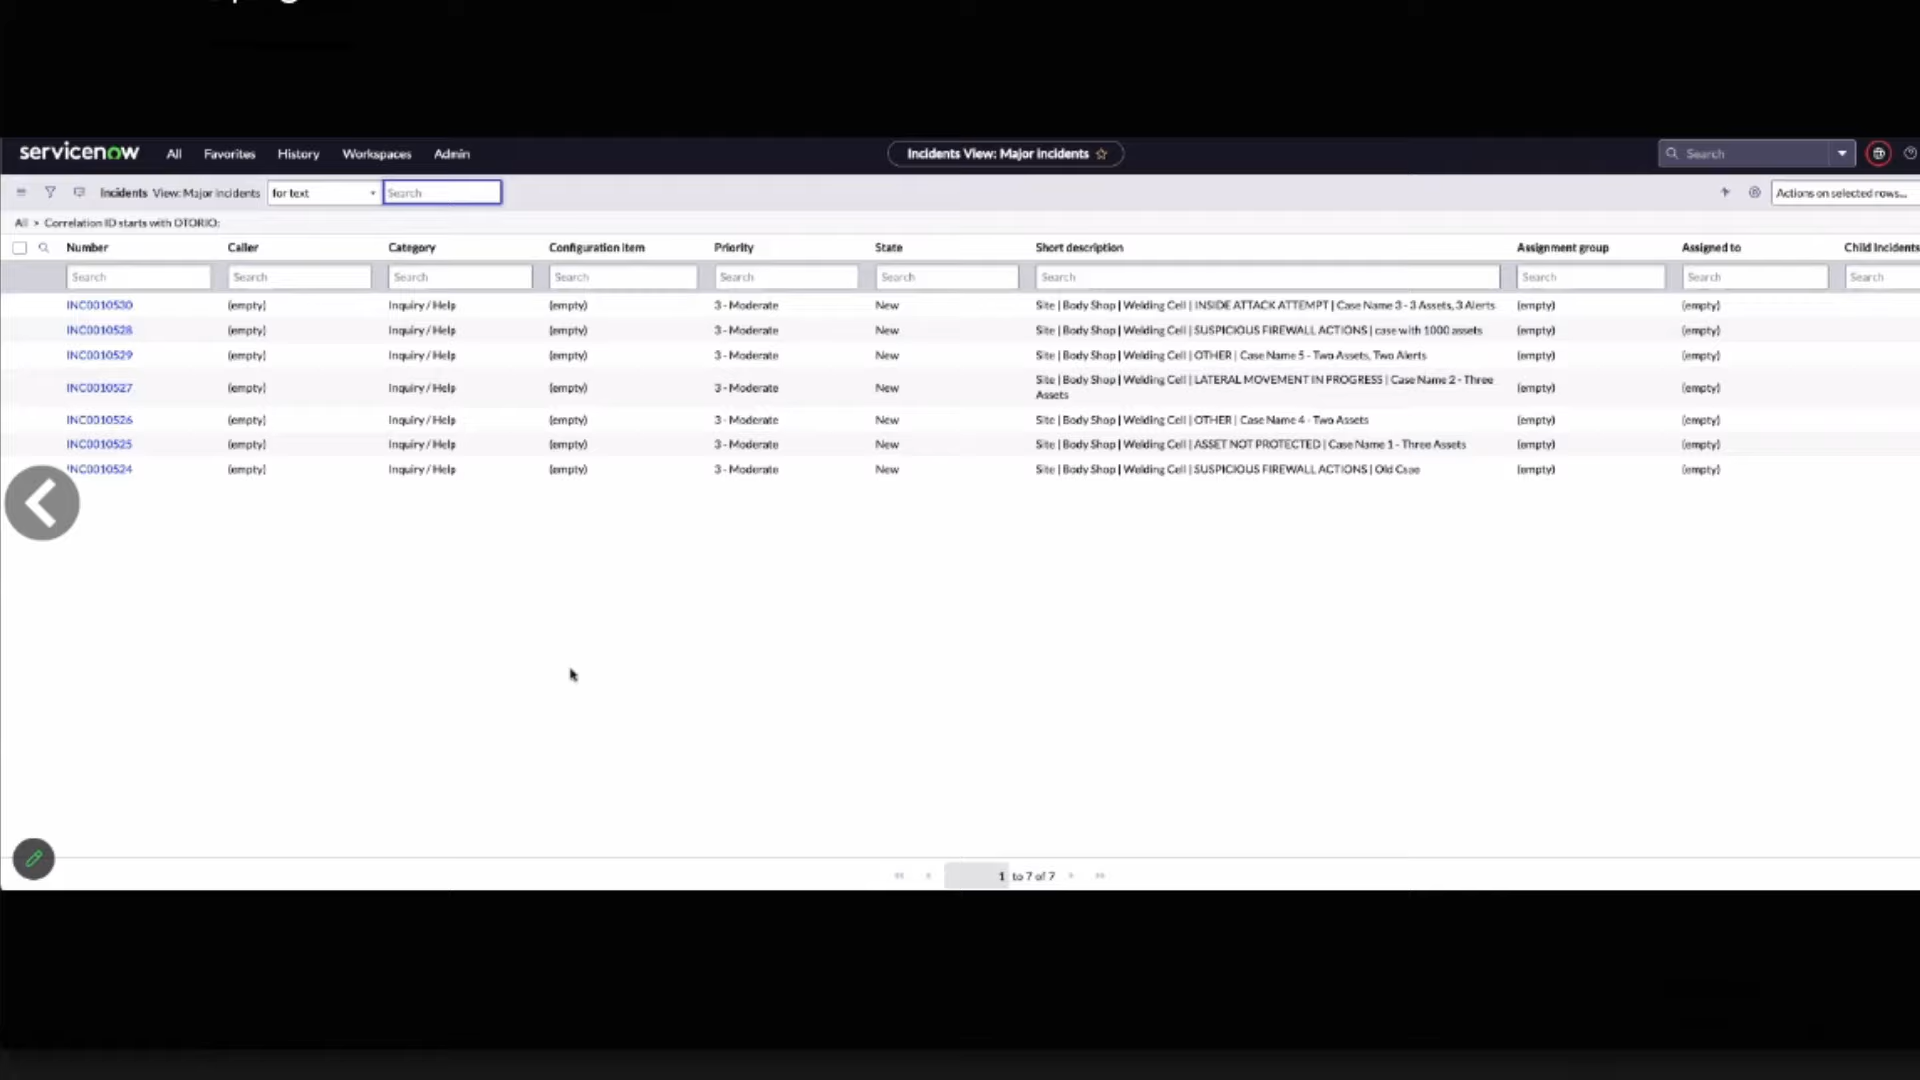 servicenow All Favorites History Workspaces Admin Incidents View: Major Incidents Search
Incidents View: Major Incidents for text Search Actions on selected rows...
All > Correlation ID starts with OTORIO:
Number Caller Category Configuration item Priority State Short description Assignment group Assigned to Child Incidents
Search Search Search Search Search Search Search Search Search Search
INC0010530 (empty) Inquiry / Help (empty) 3 - Moderate New Site | Body Shop | Welding Cell | INSIDE ATTACK ATTEMPT | Case Name 3 - 3 Assets, 3 Alerts (empty) (empty)
INC0010528 (empty) Inquiry / Help (empty) 3 - Moderate New Site | Body Shop | Welding Cell | SUSPICIOUS FIREWALL ACTIONS | case with 1000 assets (empty) (empty)
INC0010529 (empty) Inquiry / Help (empty) 3 - Moderate New Site | Body Shop | Welding Cell | OTHER | Case Name 5 - Two Assets, Two Alerts (empty) (empty)
INC0010527 (empty) Inquiry / Help (empty) 3 - Moderate New Site | Body Shop | Welding Cell | LATERAL MOVEMENT IN PROGRESS | Case Name 2 - Three
Assets (empty) (empty)
INC0010526 (empty) Inquiry / Help (empty) 3 - Moderate New Site | Body Shop | Welding Cell | OTHER | Case Name 4 - Two Assets (empty) (empty)
INC0010525 (empty) Inquiry / Help (empty) 3 - Moderate New Site | Body Shop | Welding Cell | ASSET NOT PROTECTED | Case Name 1 - Three Assets (empty) (empty)
INC0010524 (empty) Inquiry / Help (empty) 3 - Moderate New Site | Body Shop | Welding Cell | SUSPICIOUS FIREWALL ACTIONS | Old Case (empty) (empty)
1 to 7 of 7